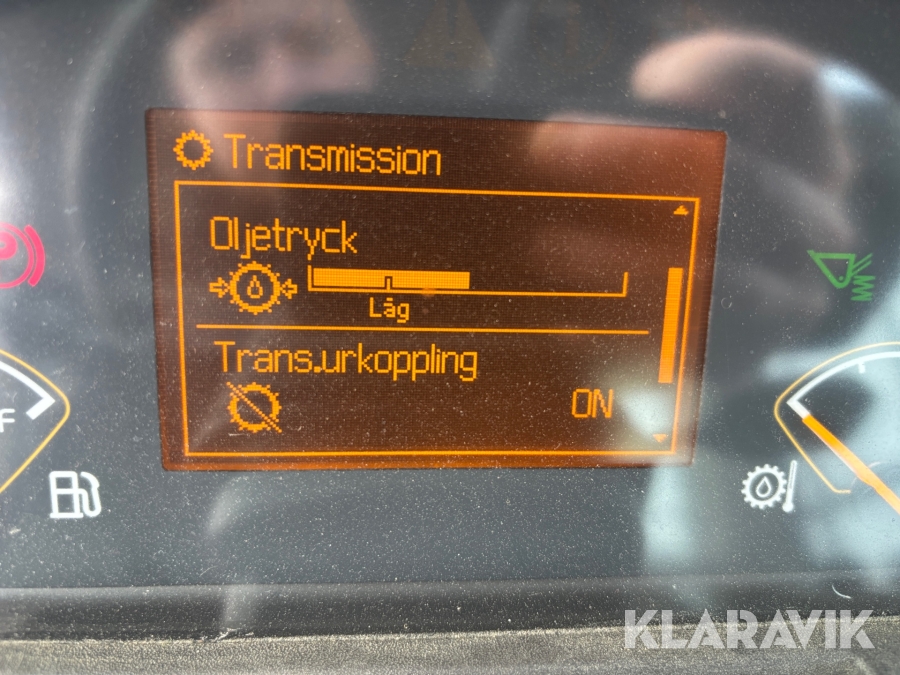 Transmission
Oljetryck
Låg
Trans.urkoppling
ON
F
KLARAVIK